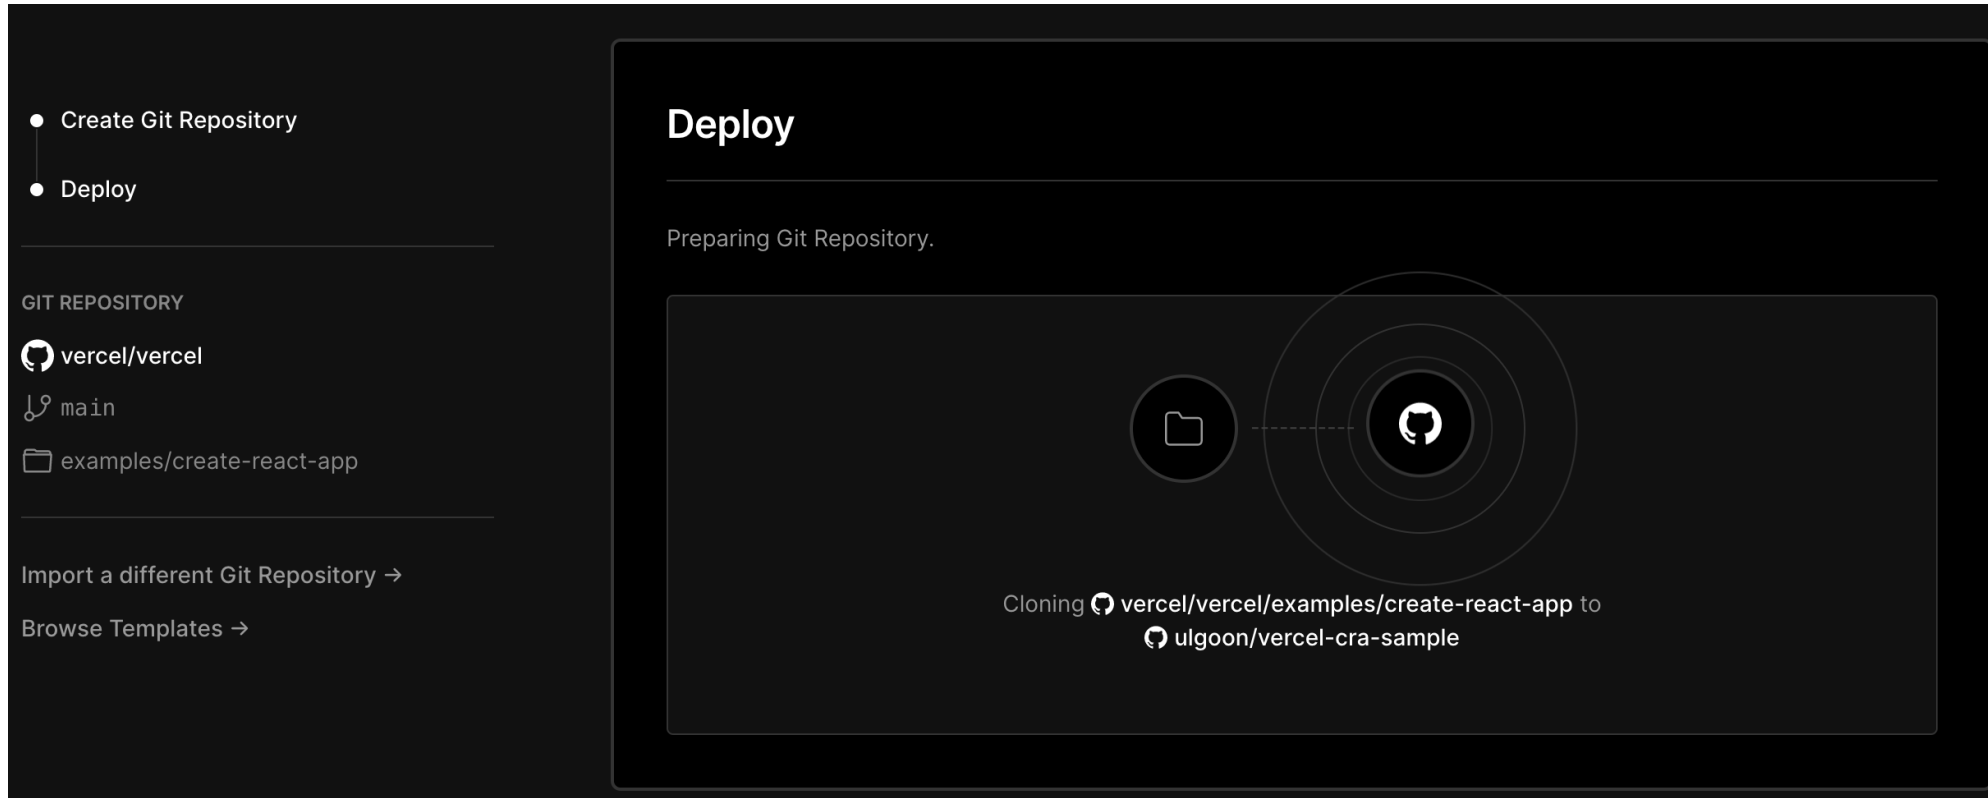 Create Git Repository
Deploy
GIT REPOSITORY
vercel/vercel
main
examples/create-react-app
Import a different Git Repository →
Browse Templates →
Deploy
Preparing Git Repository.
Cloning vercel/vercel/examples/create-react-app to
ulgoon/vercel-cra-sample